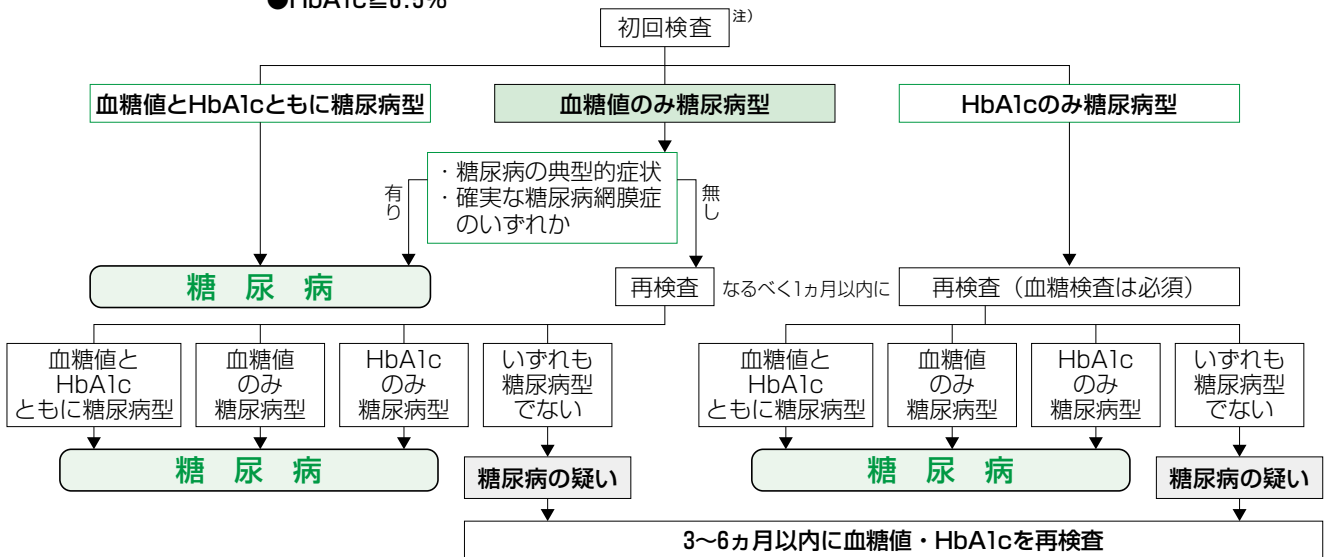 ●HbA1c≦6.5%
初回検査 注)
血糖値とHbA1cともに糖尿病型
血糖値のみ糖尿病型
HbA1cのみ糖尿病型
・糖尿病の典型的症状
・確実な糖尿病網膜症
のいずれか
有り
無し
糖 尿 病
再検査
なるべく1ヵ月以内に
再検査（血糖検査は必須）
血糖値と
HbA1c
ともに糖尿病型
血糖値
のみ
糖尿病型
HbA1c
のみ
糖尿病型
いずれも
糖尿病型
でない
血糖値と
HbA1c
ともに糖尿病型
血糖値
のみ
糖尿病型
HbA1c
のみ
糖尿病型
いずれも
糖尿病型
でない
糖 尿 病
糖尿病の疑い
糖 尿 病
糖尿病の疑い
3〜6ヵ月以内に血糖値・HbA1cを再検査